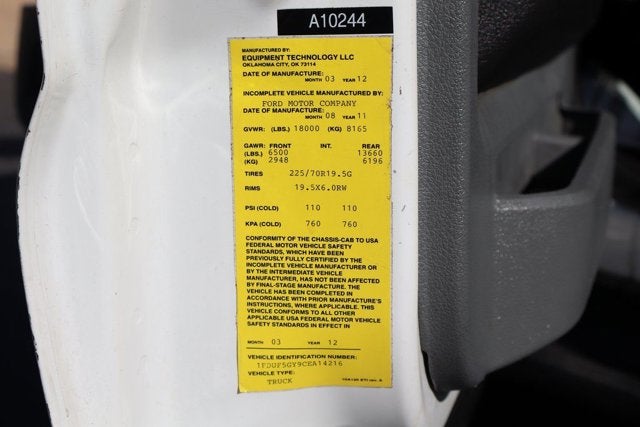 A10244
MANUFACTURED BY:
EQUIPMENT TECHNOLOGY LLC
OKLAHOMA CITY, OK 73114
DATE OF MANUFACTURE:
MONTH 03 YEAR 12
INCOMPLETE VEHICLE MANUFACTURED BY:
FORD MOTOR COMPANY
DATE OF MANUFACTURE:
MONTH 08 YEAR 11
GVWR: (LBS.) 18000 (KG) 8165
GAWR: FRONT INT. REAR
(LBS.) 6500 13660
(KG) 2948 6196
TIRES 225/70R19.5G
RIMS 19.5X6.0RW
PSI (COLD) 110 110
KPA (COLD) 760 760
CONFORMITY OF THE CHASSIS-CAB TO USA
FEDERAL MOTOR VEHICLE SAFETY
STANDARDS, WHICH HAVE BEEN
PREVIOUSLY FULLY CERTIFIED BY THE
INCOMPLETE VEHICLE MANUFACTURER OR
BY THE INTERMEDIATE VEHICLE
MANUFACTURER, HAS NOT BEEN AFFECTED
BY FINAL-STAGE MANUFACTURE. THE
VEHICLE HAS BEEN COMPLETED IN
ACCORDANCE WITH PRIOR MANUFACTURE'S
INSTRUCTIONS, WHERE APPLICABLE. THIS
VEHICLE CONFORMS TO ALL OTHER
APPLICABLE USA FEDERAL MOTOR VEHICLE
SAFETY STANDARDS IN EFFECT IN
MONTH 03 YEAR 12
VEHICLE IDENTIFICATION NUMBER:
1FDUF5GY9CEA14216
VEHICLE TYPE:
TRUCK